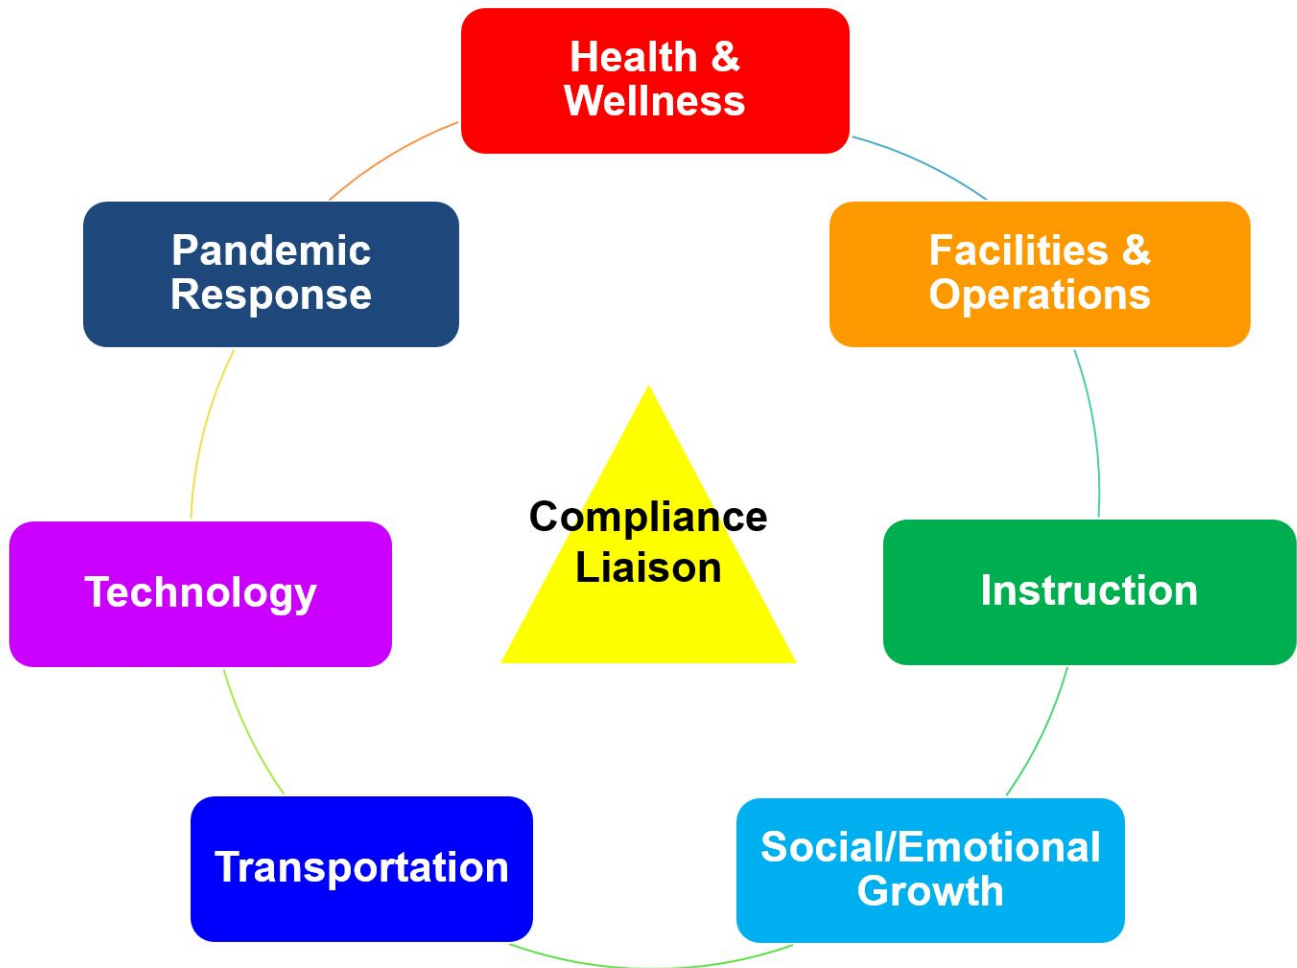 Health &
Wellness
Facilities &
Operations
Instruction
Social/Emotional
Growth
Transportation
Technology
Pandemic
Response
Compliance
Liaison